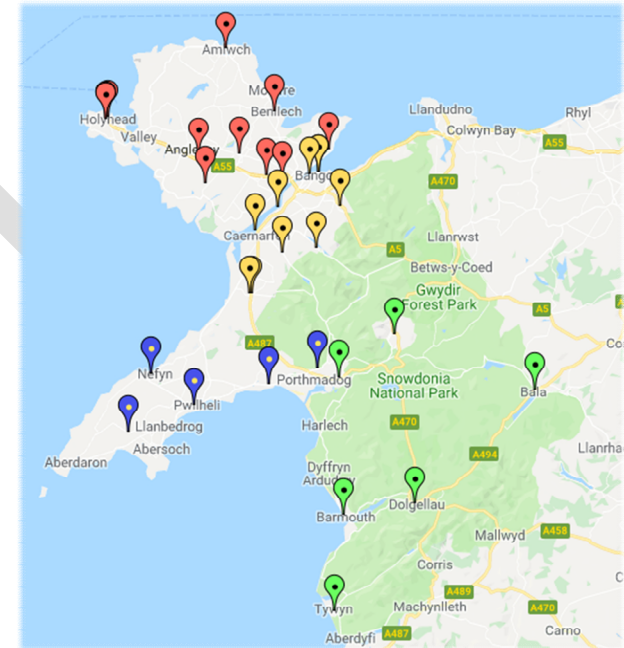 Amlwch
Moelfre
Benllech
Holyhead
Valley
Llandudno
Rhyl
Colwyn Bay
A55
A55
A470
Caernarfon
Llanrwst
A5
Betws-y-Coed
Gwydir
Forest Park
A5
A487
Nefyn
Porthmadog
Snowdonia
National Park
Bala
Pwllheli
Llanbedrog
Abersoch
Harlech
A470
A494
Aberdaron
Dyffryn
Barmouth
Dolgellau
A458
Mallwyd
Corris
A489
Machynlleth
A470
Tywyn
Aberdyfi
A487
Carno